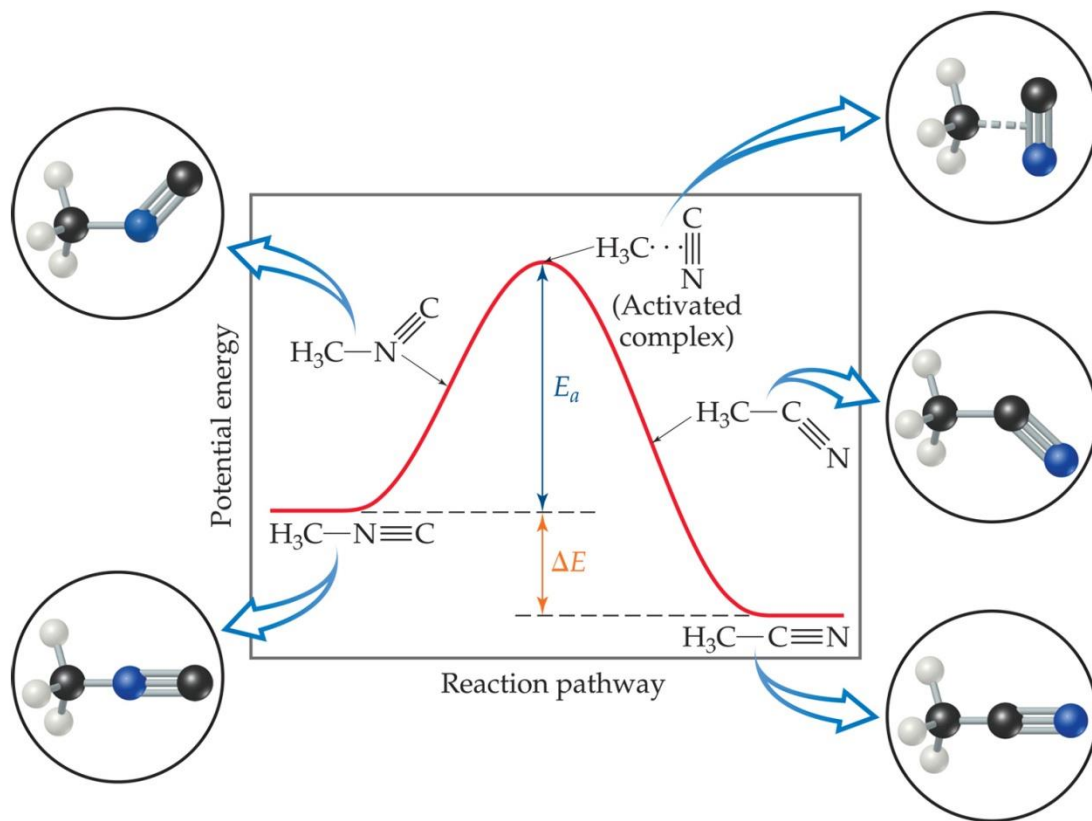 H₃C···C≡N
(Activated
complex)
H₃C—N≡C
Eₐ
H₃C—C≡N
Potential energy
H₃C—N≡C
ΔE
H₃C—C≡N
Reaction pathway